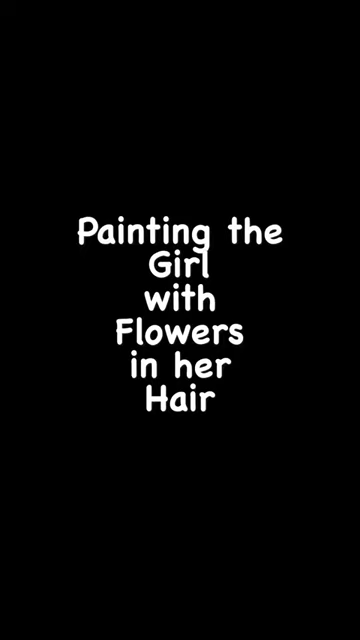 Painting the
Girl
with
Flowers
in her
Hair